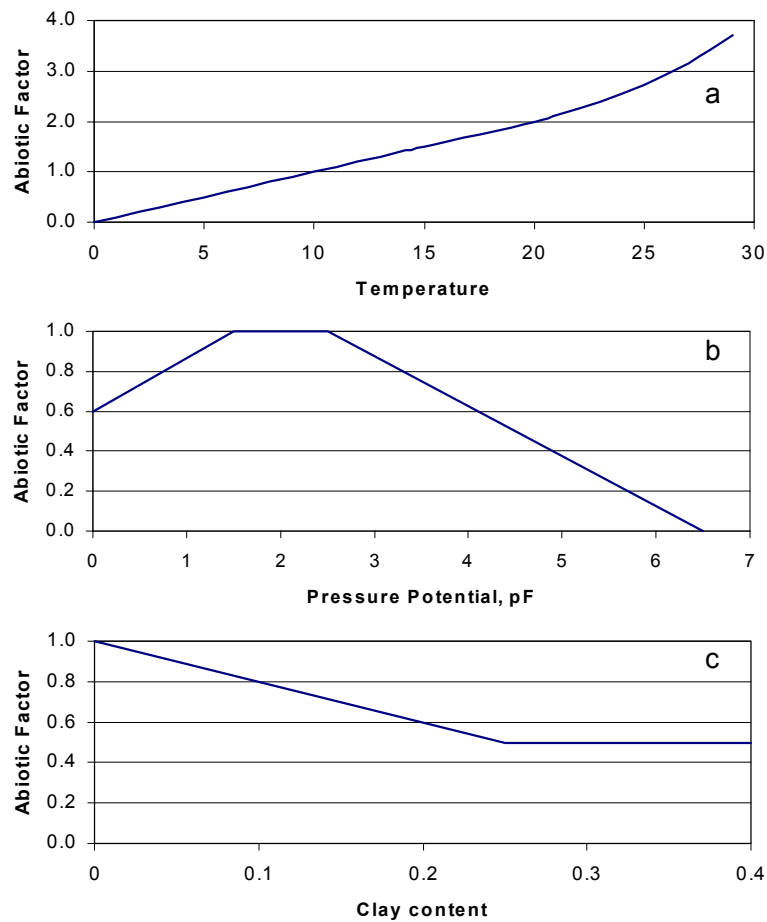 4.0
3.0
2.0
1.0
0.0
Abiotic Factor
a
0 5 10 15 20 25 30
Temperature
1.0
0.8
0.6
0.4
0.2
0.0
Abiotic Factor
b
0 1 2 3 4 5 6 7
Pressure Potential, pF
1.0
0.8
0.6
0.4
0.2
0.0
Abiotic Factor
c
0 0.1 0.2 0.3 0.4
Clay content